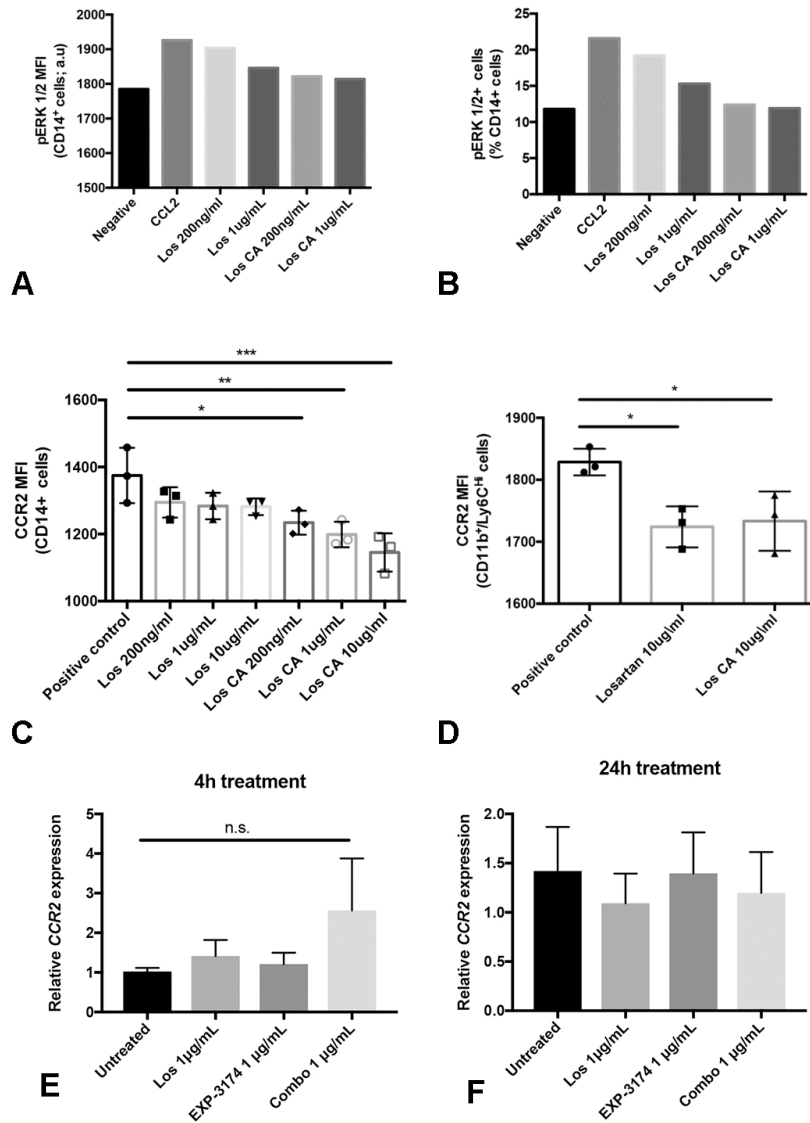 pERK 1/2 MFI
(CD14+ cells; a.u)
2000
1900
1800
1700
1600
1500
Negative
CCL2
Los 200ng/ml
Los 1ug/mL
Los CA 200ng/mL
Los CA 1ug/mL
A
pERK 1/2+ cells
(% CD14+ cells)
25
20
15
10
5
0
Negative
CCL2
Los 200ng/ml
Los 1ug/mL
Los CA 200ng/mL
Los CA 1ug/mL
B
***
**
*
CCR2 MFI
(CD14+ cells)
1600
1400
1200
1000
Positive control
Los 200ng/ml
Los 1ug/mL
Los 10ug/mL
Los CA 200ng/mL
Los CA 1ug/mL
Los CA 10ug\ml
C
*
*
CCR2 MFI
(CD11b+/Ly6CHi cells)
1900
1800
1700
1600
Positive control
Losartan 10ug\ml
Los CA 10ug\ml
D
4h treatment
n.s.
Relative CCR2 expression
5
4
3
2
1
0
Untreated
Los 1µg/mL
EXP-3174 1 µg/mL
Combo 1 µg/mL
E
24h treatment
Relative CCR2 expression
2.0
1.5
1.0
0.5
0.0
Untreated
Los 1µg/mL
EXP-3174 1 µg/mL
Combo 1 µg/mL
F